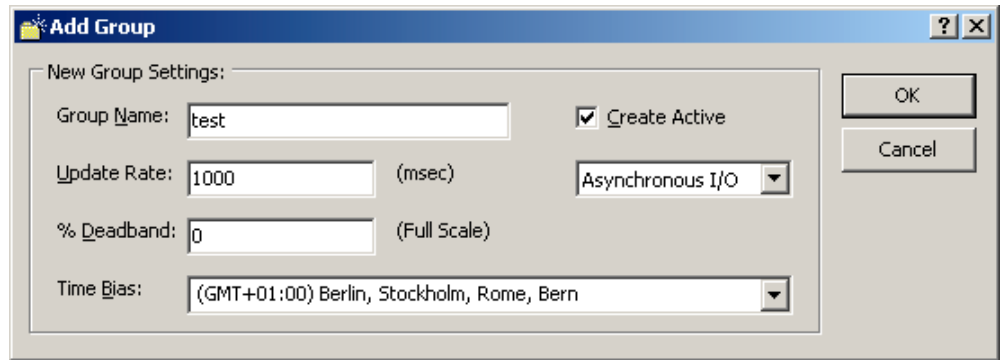 Add Group
New Group Settings:
Group Name: test
Create Active
OK
Cancel
Update Rate: 1000 (msec)
Asynchronous I/O
% Deadband: 0 (Full Scale)
Time Bias: (GMT+01:00) Berlin, Stockholm, Rome, Bern